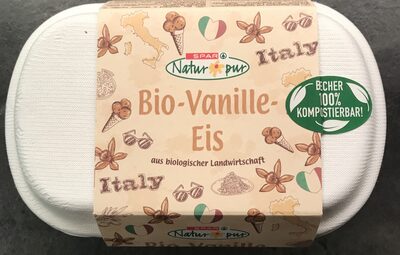 SPAR
Natur pur
Italy
Bio-Vanille-
Eis
BECHER
100%
KOMPOSTIERBAR!
aus biologischer Landwirtschaft
Italy
SPAR
Natur pur
Bio-Vanille-